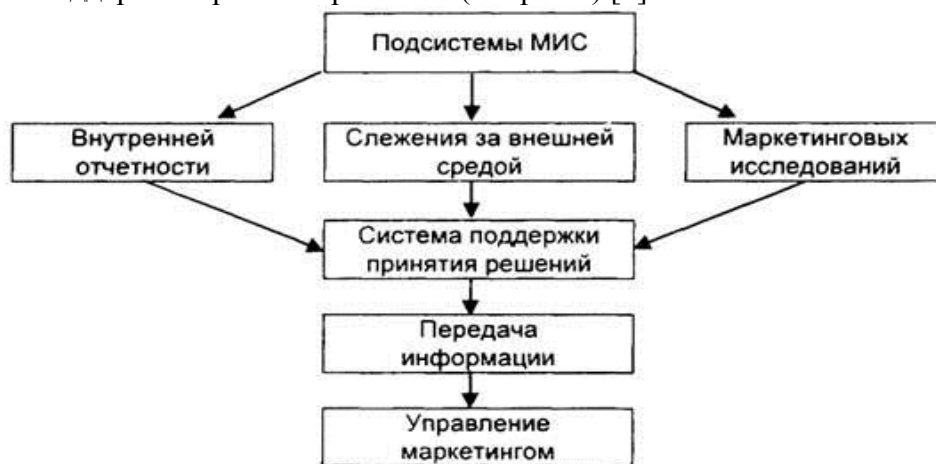 Подсистемы МИС
Внутренней
отчетности
Слежения за внешней
средой
Маркетинговых
исследований
Система поддержки
принятия решений
Передача
информации
Управление
маркетингом